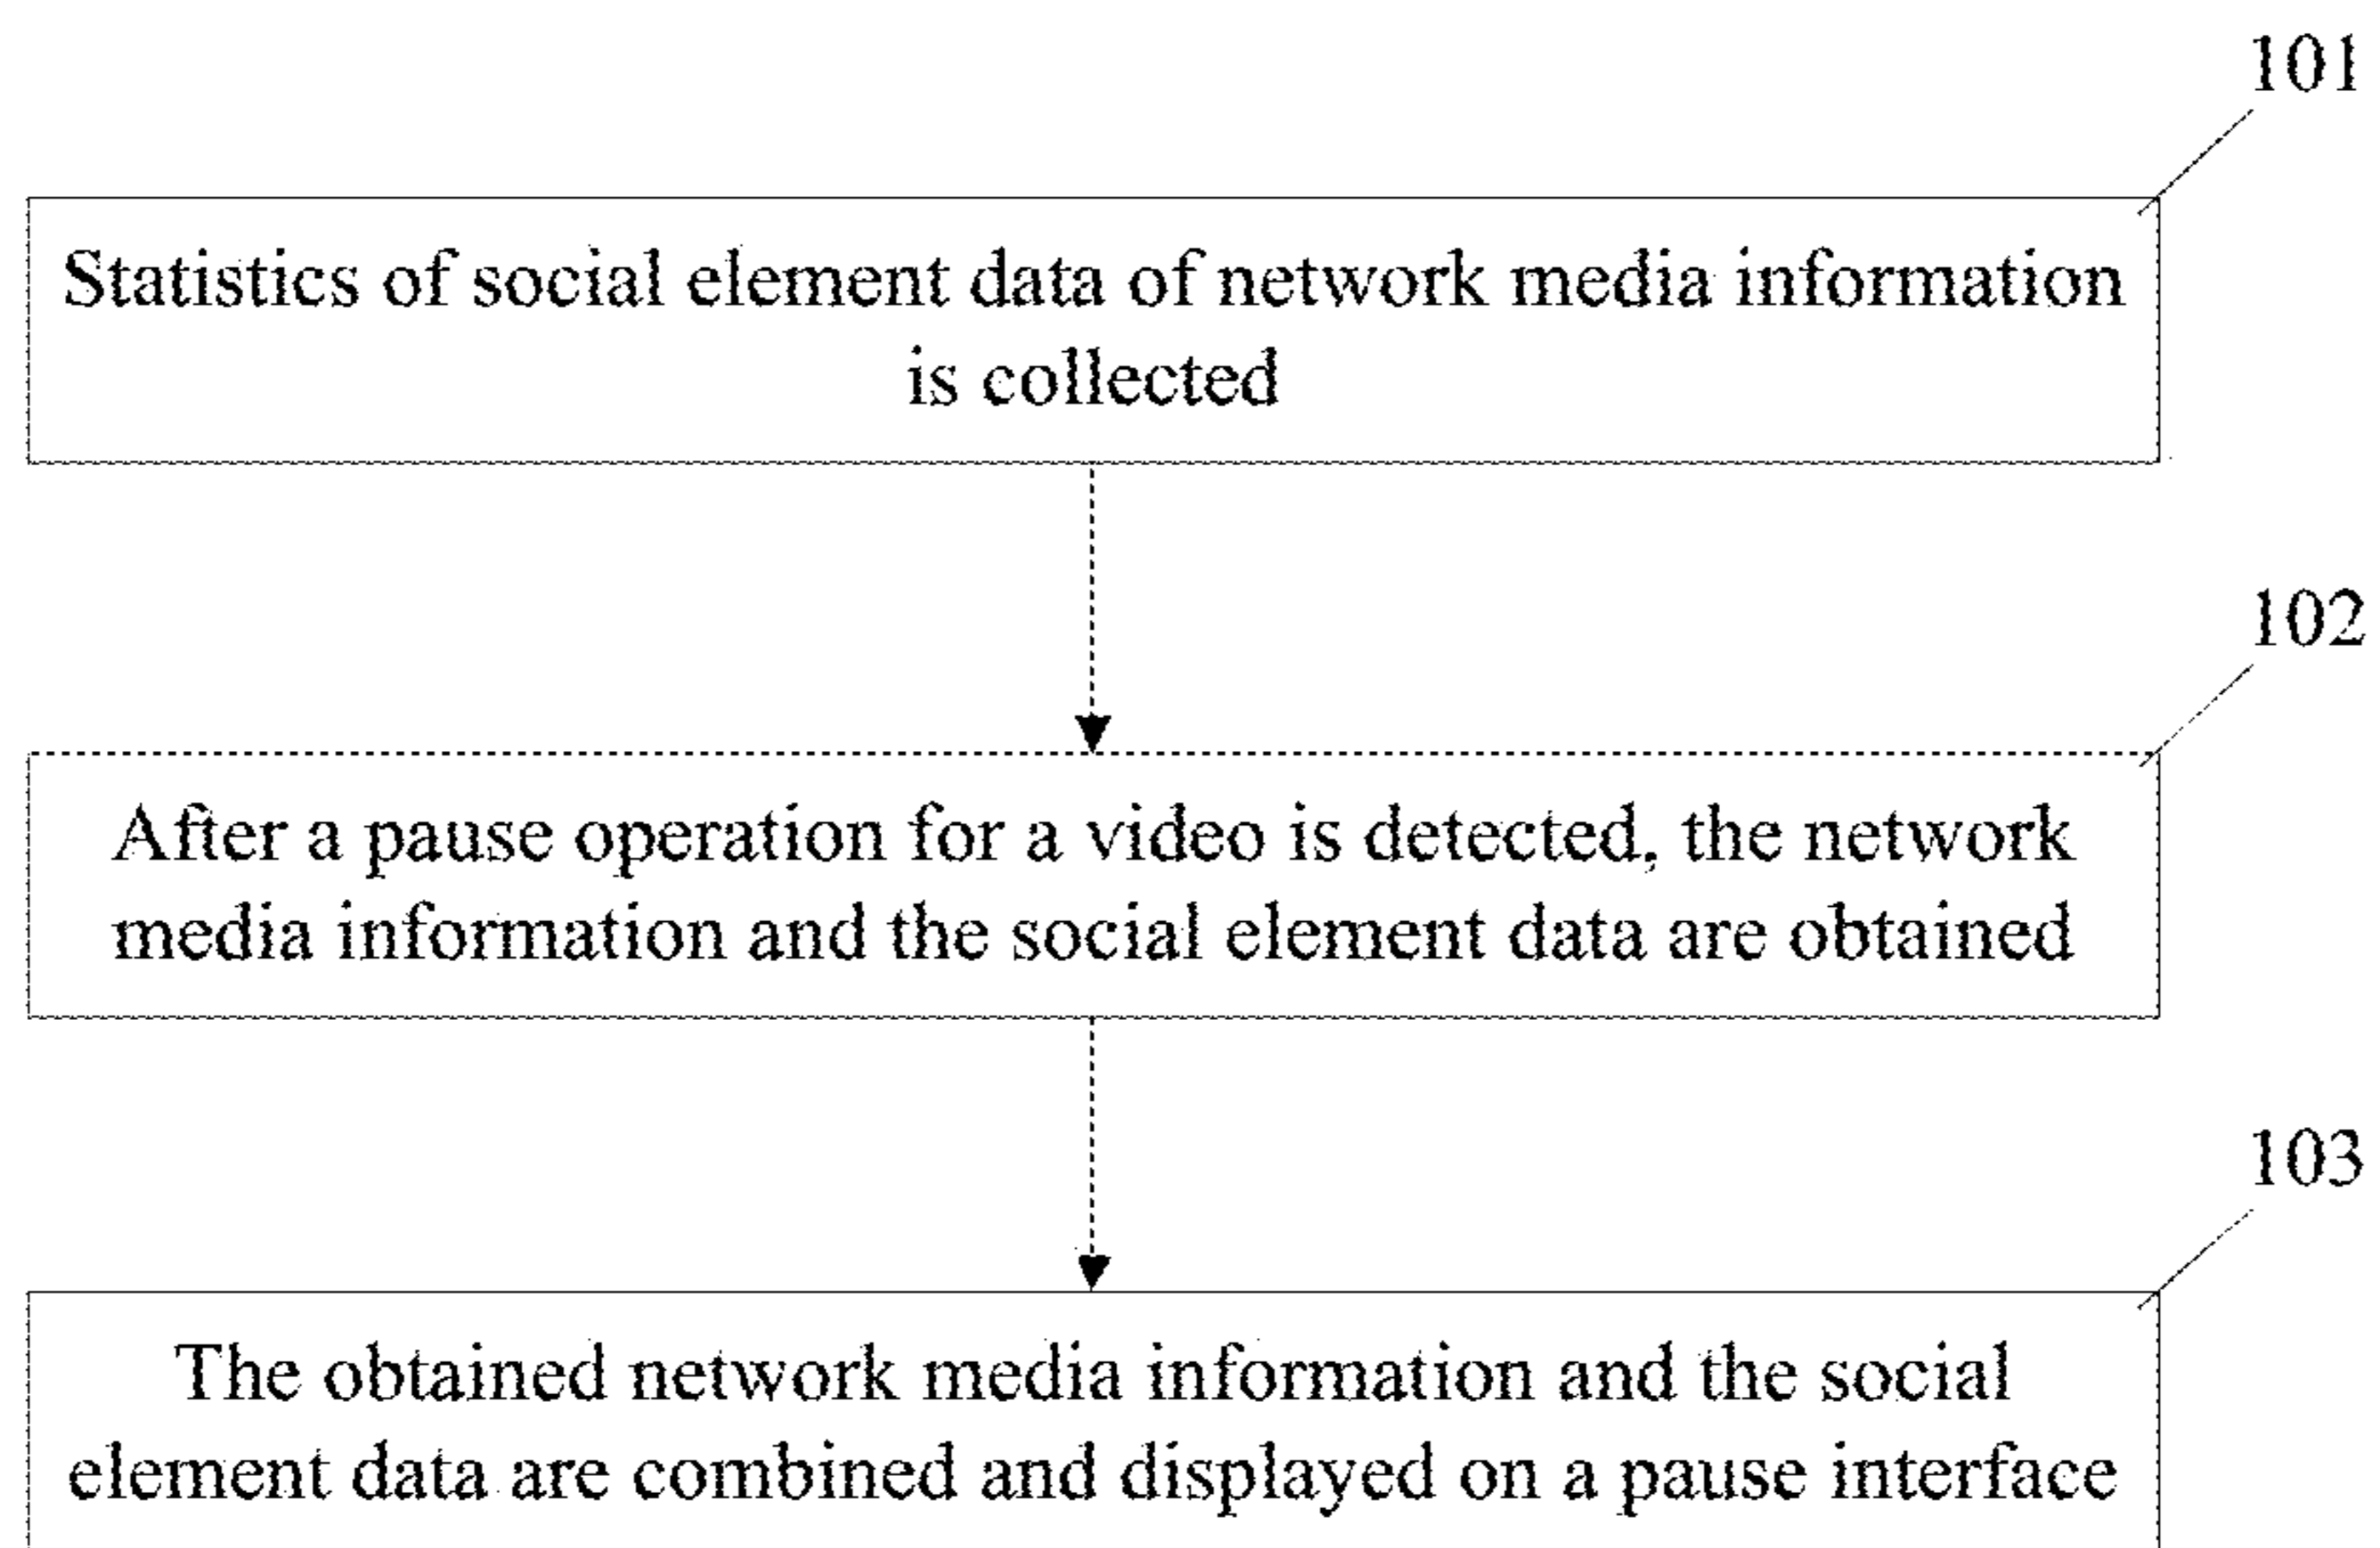 101
Statistics of social element data of network media information
is collected
102
After a pause operation for a video is detected, the network
media information and the social element data are obtained
103
The obtained network media information and the social
element data are combined and displayed on a pause interface